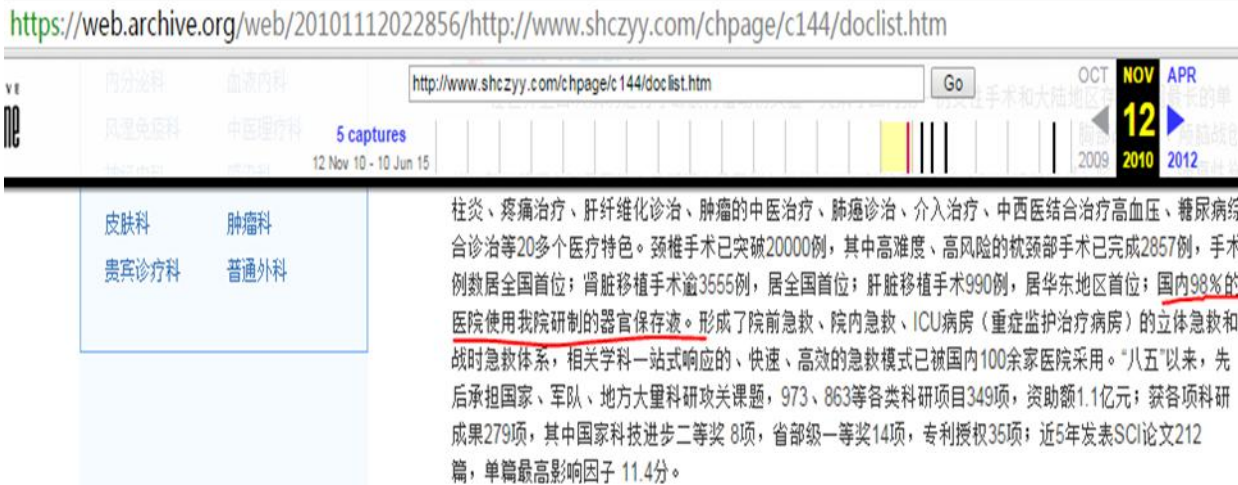 https://web.archive.org/web/20101112022856/http://www.shczyy.com/chpage/c144/doclist.htm
内分泌科 血液内科
http://www.shczyy.com/chpage/c144/doclist.htm Go
OCT NOV APR
风湿免疫科 中医理疗科
5 captures
12
12 Nov 10 - 10 Jun 15
2009 2010 2012
皮肤科 肿瘤科
贵宾诊疗科 普通外科
柱炎、疼痛治疗、肝纤维化诊治、肿瘤的中医治疗、肺癌诊治、介入治疗、中西医结合治疗高血压、糖尿病综
合诊治等20多个医疗特色。颈椎手术已突破20000例，其中高难度、高风险的枕颈部手术已完成2857例，手术
例数居全国首位；肾脏移植手术逾3555例，居全国首位；肝脏移植手术990例，居华东地区首位；国内98%的
医院使用我院研制的器官保存液。形成了院前急救、院内急救、ICU病房（重症监护治疗病房）的立体急救和
战时急救体系，相关学科一站式响应的、快速、高效的急救模式已被国内100余家医院采用。“八五”以来，先
后承担国家、军队、地方大量科研攻关课题，973、863等各类科研项目349项，资助额1.1亿元；获各项科研
成果279项，其中国家科技进步二等奖 8项，省部级一等奖14项，专利授权35项；近5年发表SCI论文212
篇，单篇最高影响因子 11.4分。